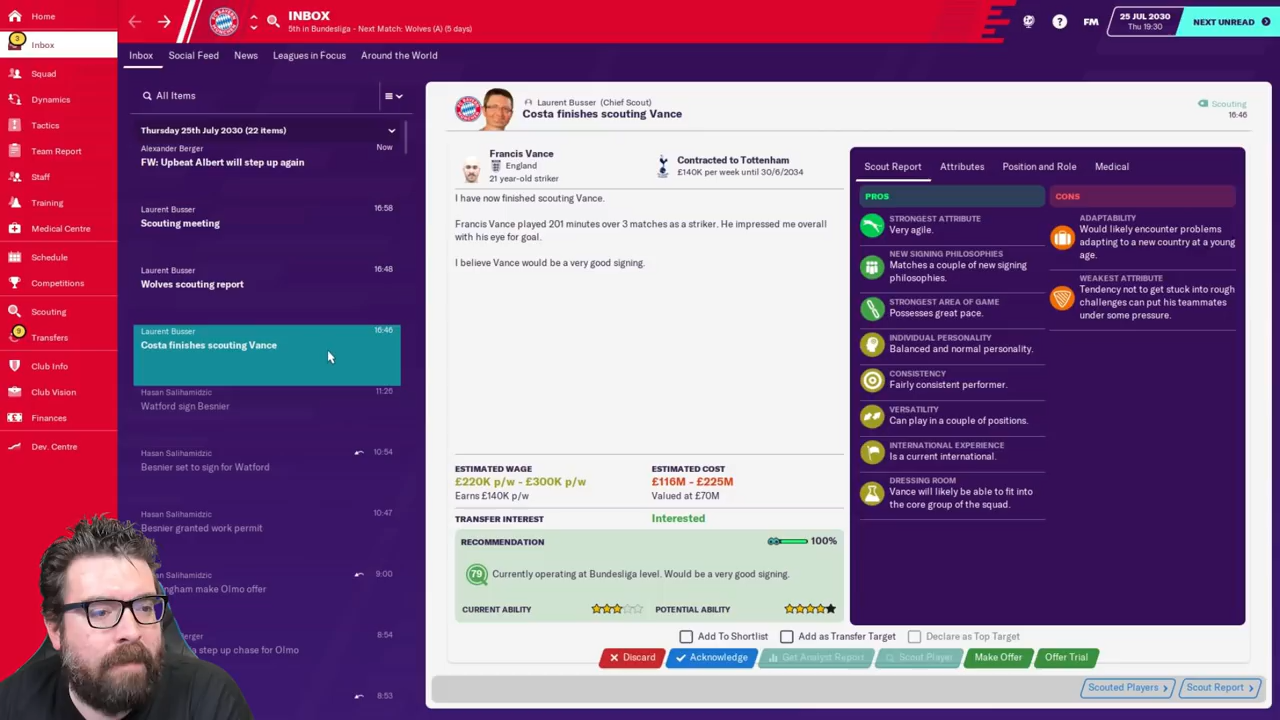 Home
3
Inbox
Squad
Dynamics
Tactics
Team Report
Staff
Training
Medical Centre
Schedule
Competitions
Scouting
9
Transfers
Club Info
Club Vision
Finances
Dev. Centre
INBOX
5th in Bundesliga - Next Match: Wolves (A) (5 days)
FM
25 JUL 2030
Thu 19:30
NEXT UNREAD
Inbox
Social Feed
News
Leagues in Focus
Around the World
All Items
Thursday 25th July 2030 (22 items)
Alexander Berger
Now
FW: Upbeat Albert will step up again
Laurent Busser
16:58
Scouting meeting
Laurent Busser
16:48
Wolves scouting report
Laurent Busser
16:46
Costa finishes scouting Vance
Hasan Salihamidzic
11:26
Watford sign Besnier
Hasan Salihamidzic
10:54
Besnier set to sign for Watford
Hasan Salihamidzic
10:47
Besnier granted work permit
Salihamidzic
9:00
make Olmo offer
8:54
step up chase for Olmo
8:53
Laurent Busser (Chief Scout)
Costa finishes scouting Vance
Scouting
16:46
Francis Vance
England
21 year-old striker
Contracted to Tottenham
£140K per week until 30/6/2034
I have now finished scouting Vance.
Francis Vance played 201 minutes over 3 matches as a striker. He impressed me overall
with his eye for goal.
I believe Vance would be a very good signing.
ESTIMATED WAGE
£220K p/w - £300K p/w
Earns £140K p/w
ESTIMATED COST
£116M - £225M
Valued at £70M
TRANSFER INTEREST
Interested
RECOMMENDATION
100%
79
Currently operating at Bundesliga level. Would be a very good signing.
CURRENT ABILITY
POTENTIAL ABILITY
Scout Report
Attributes
Position and Role
Medical
PROS
STRONGEST ATTRIBUTE
Very agile.
NEW SIGNING PHILOSOPHIES
Matches a couple of new signing
philosophies.
STRONGEST AREA OF GAME
Possesses great pace.
INDIVIDUAL PERSONALITY
Balanced and normal personality.
CONSISTENCY
Fairly consistent performer.
VERSATILITY
Can play in a couple of positions.
INTERNATIONAL EXPERIENCE
Is a current international.
DRESSING ROOM
Vance will likely be able to fit into
the core group of the squad.
CONS
ADAPTABILITY
Would likely encounter problems
adapting to a new country at a young
age.
WEAKEST ATTRIBUTE
Tendency not to get stuck into rough
challenges can put his teammates
under some pressure.
Add To Shortlist
Add as Transfer Target
Declare as Top Target
Discard
Acknowledge
Get Analyst Report
Scout Player
Make Offer
Offer Trial
Scouted Players
Scout Report